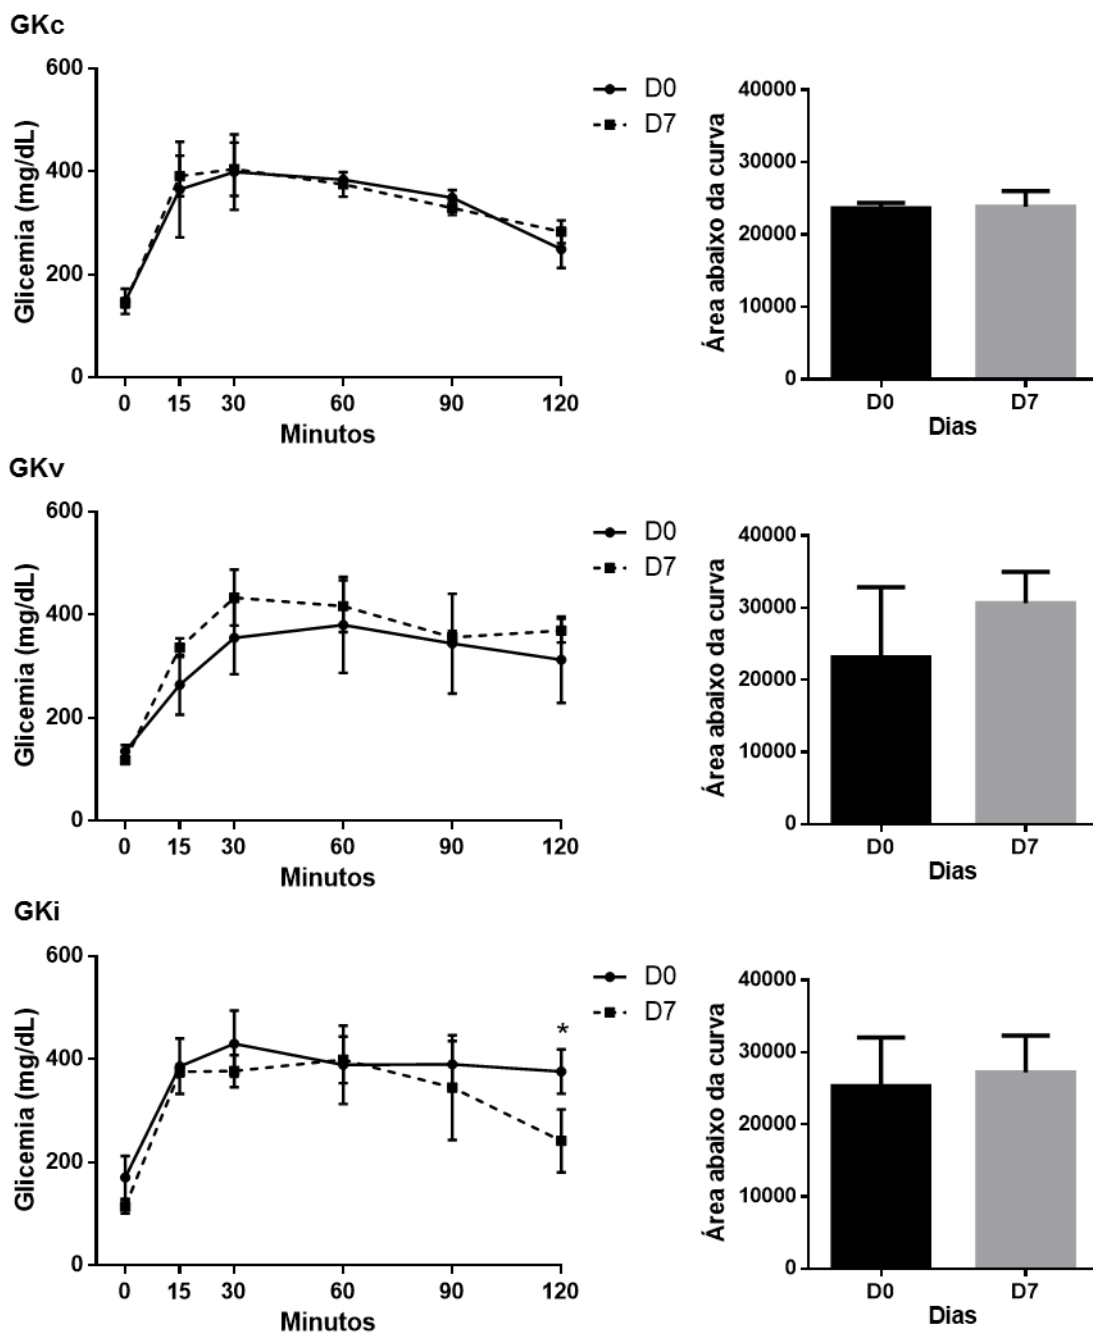 GKc
600
400
200
0
Glicemia (mg/dL)
0 15 30 60 90 120
Minutos
D0
D7
40000
30000
20000
10000
0
Área abaixo da curva
D0 D7
Dias
GKv
600
400
200
0
Glicemia (mg/dL)
0 15 30 60 90 120
Minutos
D0
D7
40000
30000
20000
10000
0
Área abaixo da curva
D0 D7
Dias
GKi
600
400
200
0
Glicemia (mg/dL)
0 15 30 60 90 120
Minutos
D0
D7
*
40000
30000
20000
10000
0
Área abaixo da curva
D0 D7
Dias